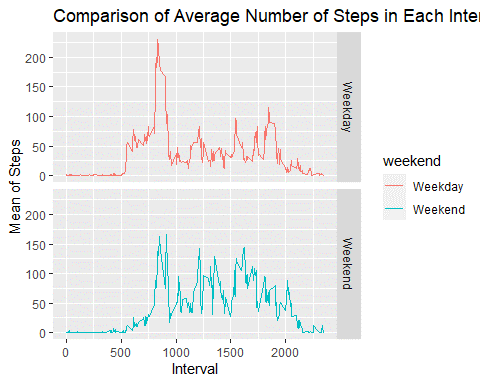 Comparison of Average Number of Steps in Each Inter
200
150
100
50
0
Weekday
200
150
100
50
0
Weekend
Mean of Steps
0
500
1000
1500
2000
Interval
weekend
Weekday
Weekend